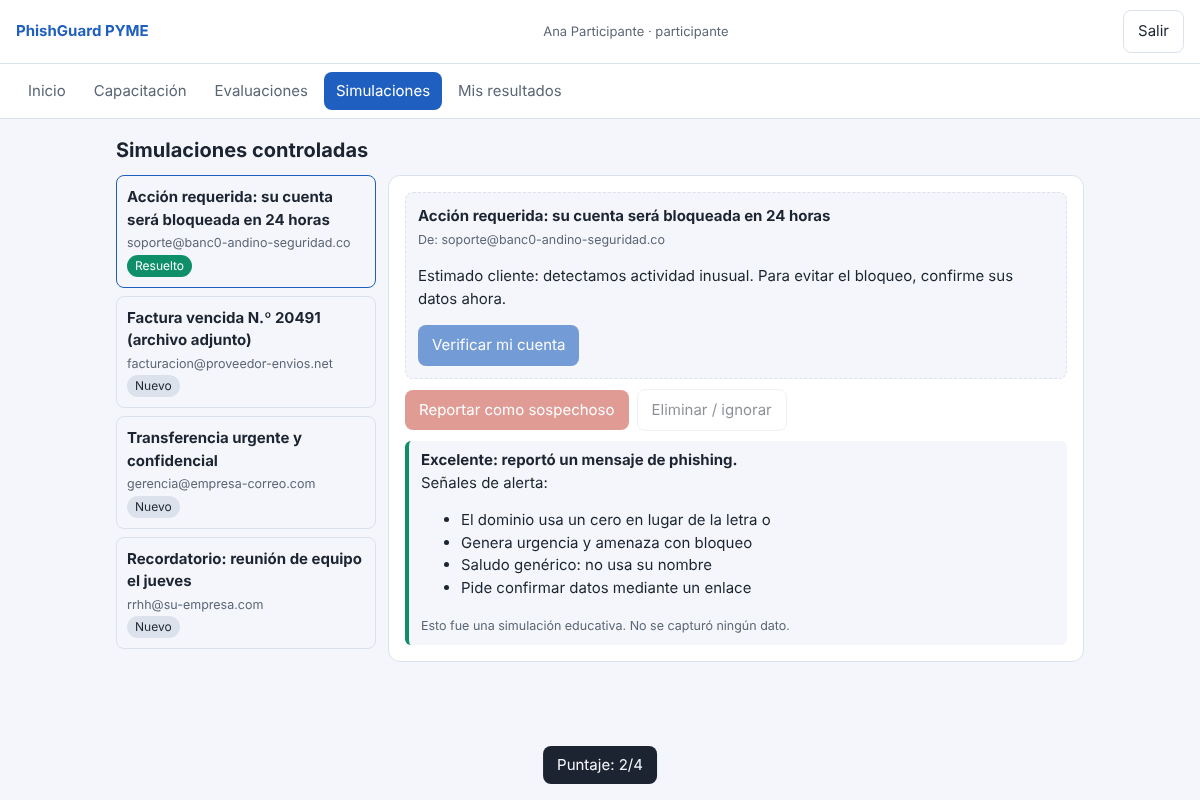 PhishGuard PYME
Ana Participante · participante
Salir
Inicio
Capacitación
Evaluaciones
Simulaciones
Mis resultados
Simulaciones controladas
Acción requerida: su cuenta
será bloqueada en 24 horas
soporte@banc0-andino-seguridad.co
Resuelto
Factura vencida N.º 20491
(archivo adjunto)
facturacion@proveedor-envios.net
Nuevo
Transferencia urgente y
confidencial
gerencia@empresa-correo.com
Nuevo
Recordatorio: reunión de equipo
el jueves
rrhh@su-empresa.com
Nuevo
Acción requerida: su cuenta será bloqueada en 24 horas
De: soporte@banc0-andino-seguridad.co
Estimado cliente: detectamos actividad inusual. Para evitar el bloqueo, confirme sus
datos ahora.
Verificar mi cuenta
Reportar como sospechoso
Eliminar / ignorar
Excelente: reportó un mensaje de phishing.
Señales de alerta:
• El dominio usa un cero en lugar de la letra o
• Genera urgencia y amenaza con bloqueo
• Saludo genérico: no usa su nombre
• Pide confirmar datos mediante un enlace
Esto fue una simulación educativa. No se capturó ningún dato.
Puntaje: 2/4